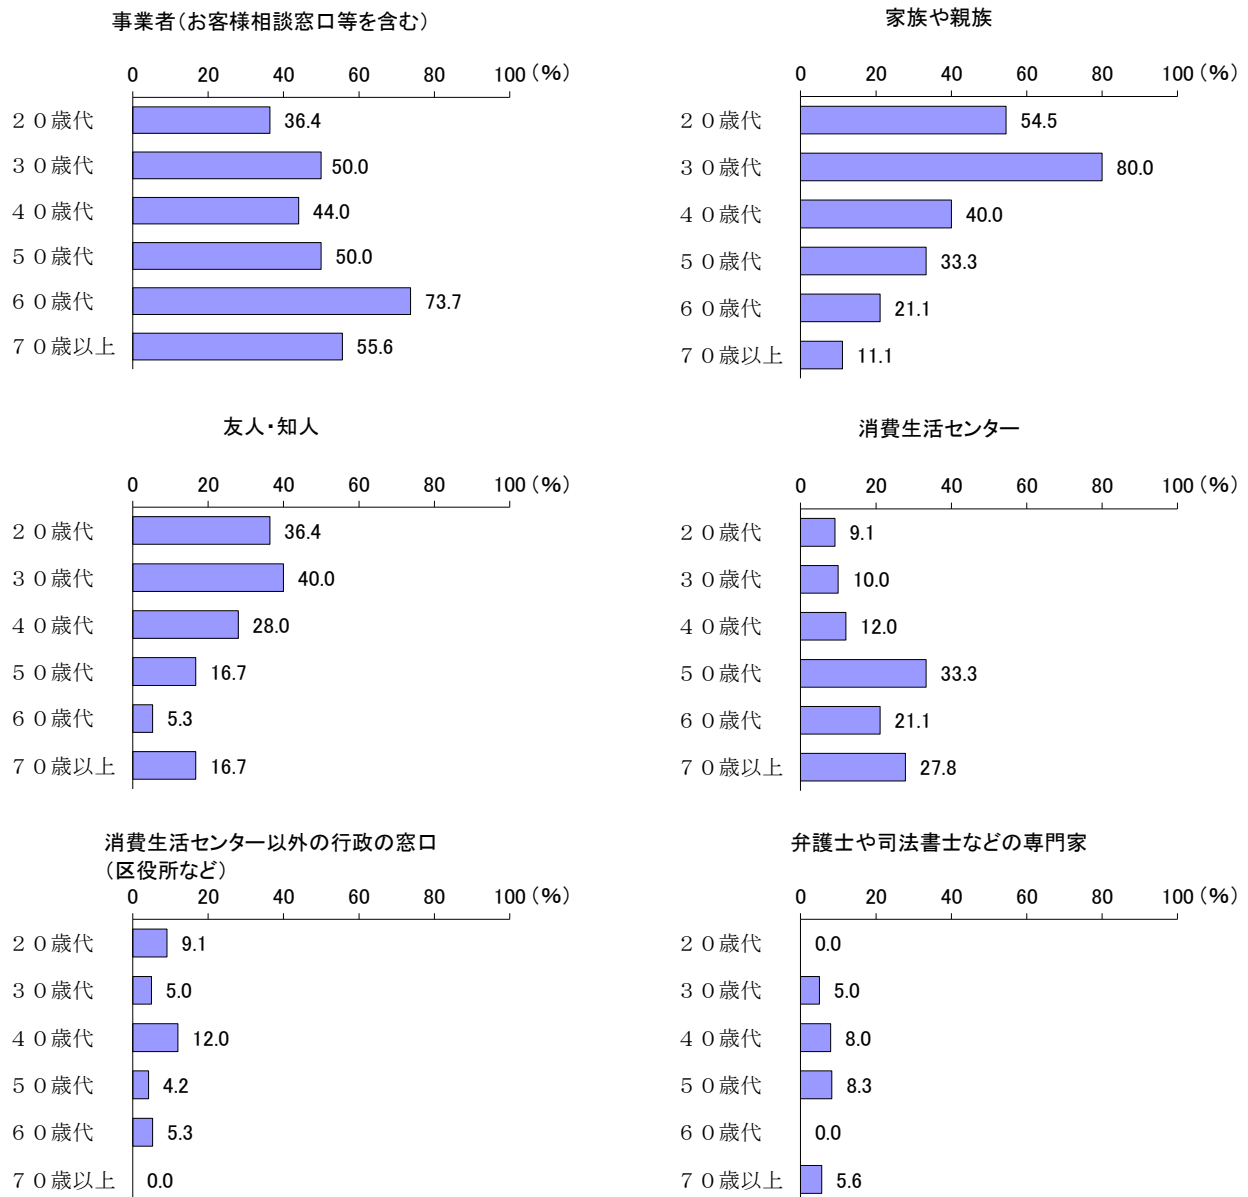 事業者(お客様相談窓口等を含む)
0 20 40 60 80 100 (%)
２０歳代 36.4
３０歳代 50.0
４０歳代 44.0
５０歳代 50.0
６０歳代 73.7
７０歳以上 55.6
家族や親族
0 20 40 60 80 100 (%)
２０歳代 54.5
３０歳代 80.0
４０歳代 40.0
５０歳代 33.3
６０歳代 21.1
７０歳以上 11.1
友人・知人
0 20 40 60 80 100 (%)
２０歳代 36.4
３０歳代 40.0
４０歳代 28.0
５０歳代 16.7
６０歳代 5.3
７０歳以上 16.7
消費生活センター
0 20 40 60 80 100 (%)
２０歳代 9.1
３０歳代 10.0
４０歳代 12.0
５０歳代 33.3
６０歳代 21.1
７０歳以上 27.8
消費生活センター以外の行政の窓口
(区役所など)
0 20 40 60 80 100 (%)
２０歳代 9.1
３０歳代 5.0
４０歳代 12.0
５０歳代 4.2
６０歳代 5.3
７０歳以上 0.0
弁護士や司法書士などの専門家
0 20 40 60 80 100 (%)
２０歳代 0.0
３０歳代 5.0
４０歳代 8.0
５０歳代 8.3
６０歳代 0.0
７０歳以上 5.6